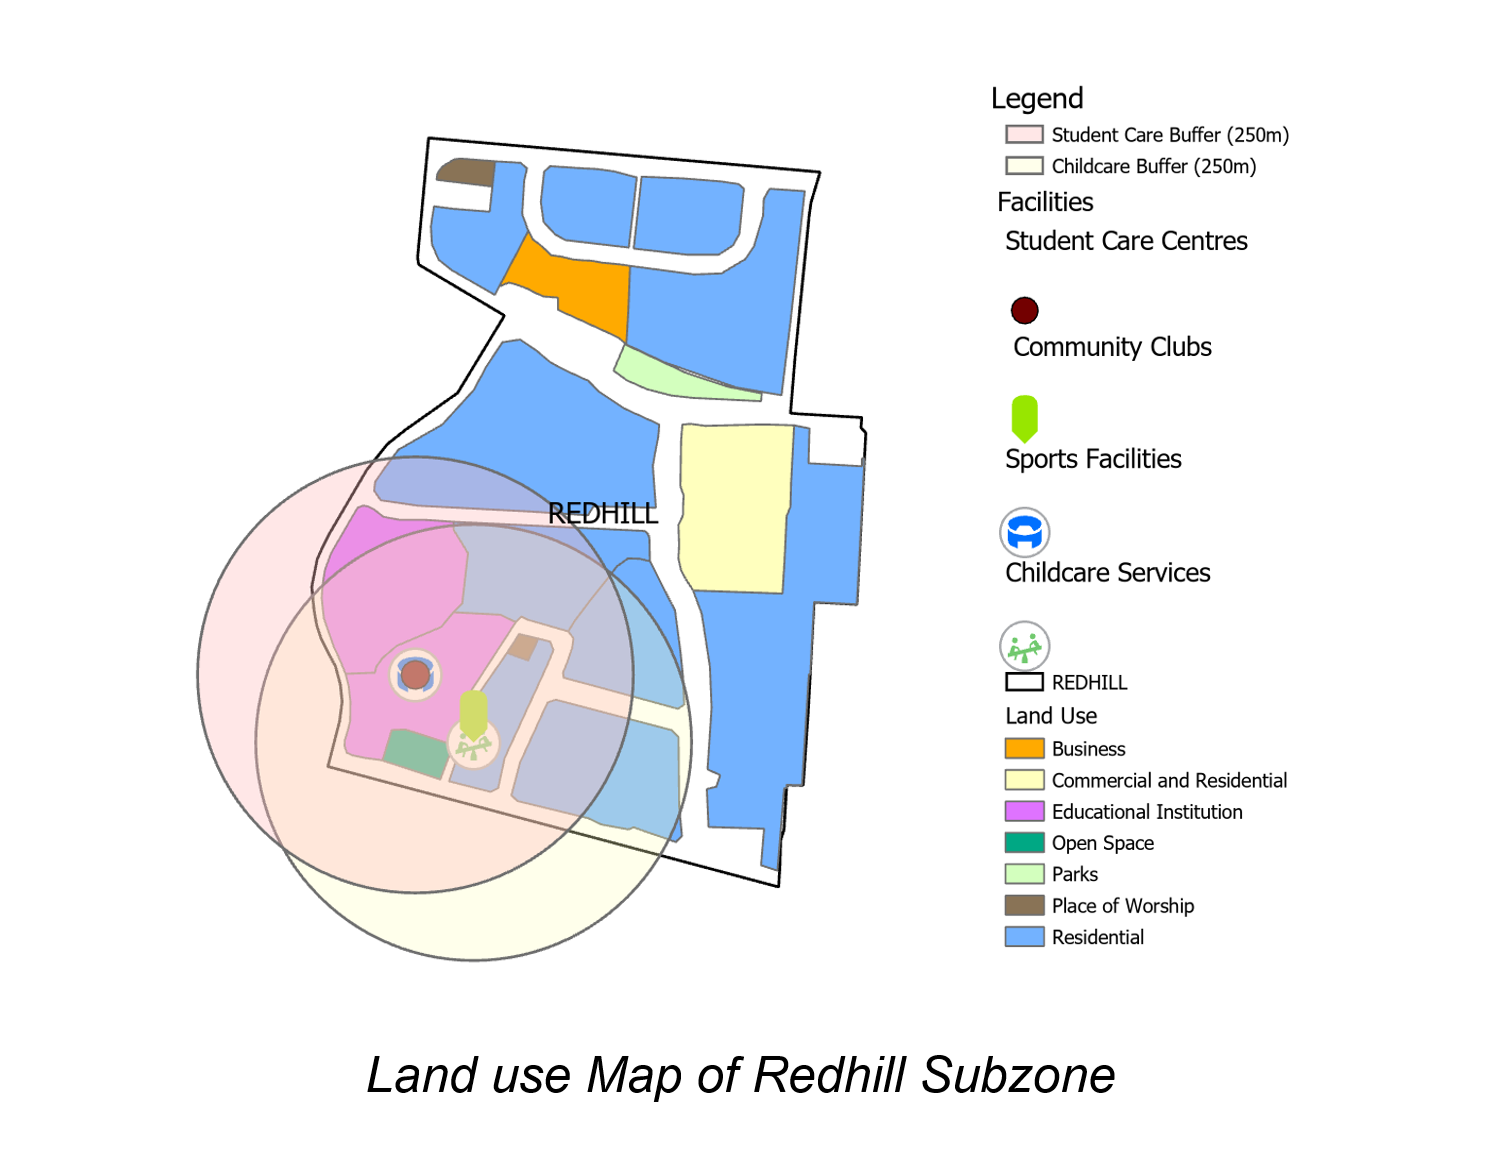 Legend
Student Care Buffer (250m)
Childcare Buffer (250m)
Facilities
Student Care Centres
Community Clubs
Sports Facilities
REDHILL
Childcare Services
REDHILL
Land Use
Business
Commercial and Residential
Educational Institution
Open Space
Parks
Place of Worship
Residential
Land use Map of Redhill Subzone